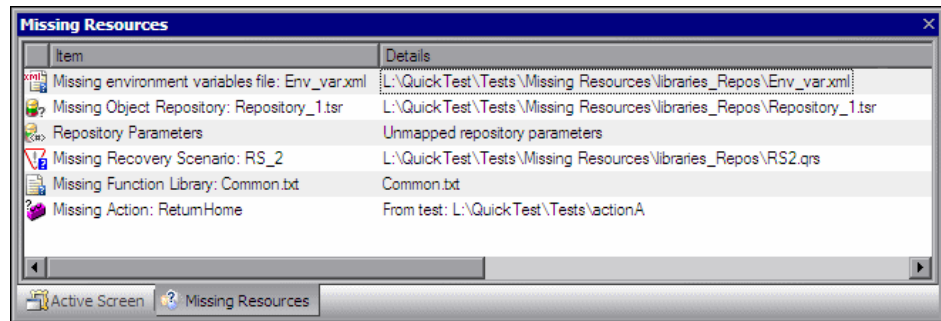 Missing Resources
Item Details
Missing environment variables file: Env_var.xml L:\QuickTest\Tests\Missing Resources\libraries_Repos\Env_var.xml
Missing Object Repository: Repository_1.tsr L:\QuickTest\Tests\Missing Resources\libraries_Repos\Repository_1.tsr
Repository Parameters Unmapped repository parameters
Missing Recovery Scenario: RS_2 L:\QuickTest\Tests\Missing Resources\libraries_Repos\RS2.qrs
Missing Function Library: Common.txt Common.txt
Missing Action: ReturnHome From test: L:\QuickTest\Tests\actionA
Active Screen Missing Resources